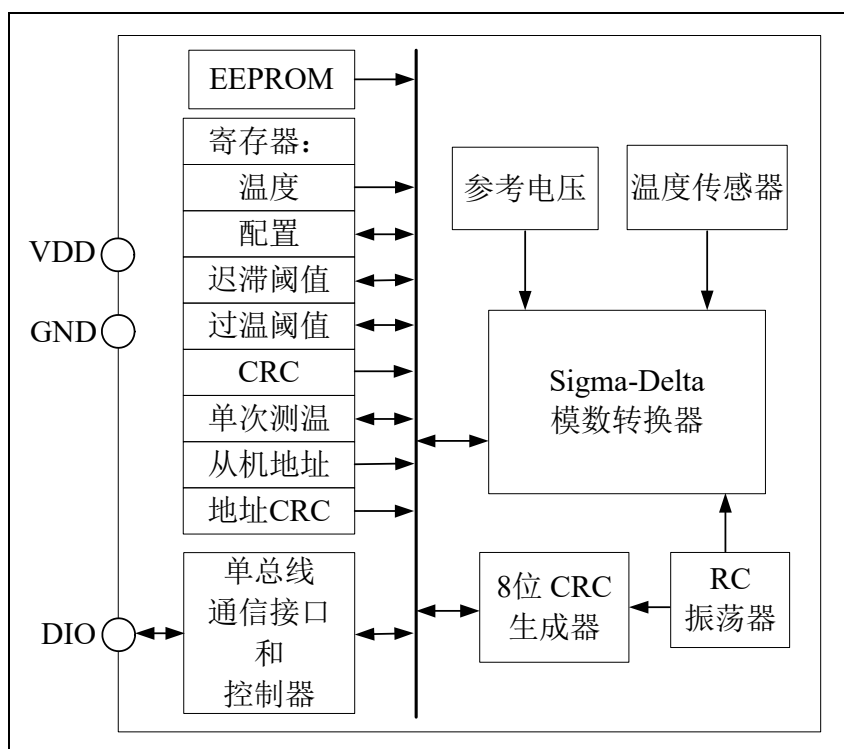 EEPROM
寄存器：
温度
配置
迟滞阈值
过温阈值
CRC
单次测温
从机地址
地址CRC
单总线
通信接口
和
控制器
VDD
GND
DIO
参考电压
温度传感器
Sigma-Delta
模数转换器
8位 CRC
生成器
RC
振荡器